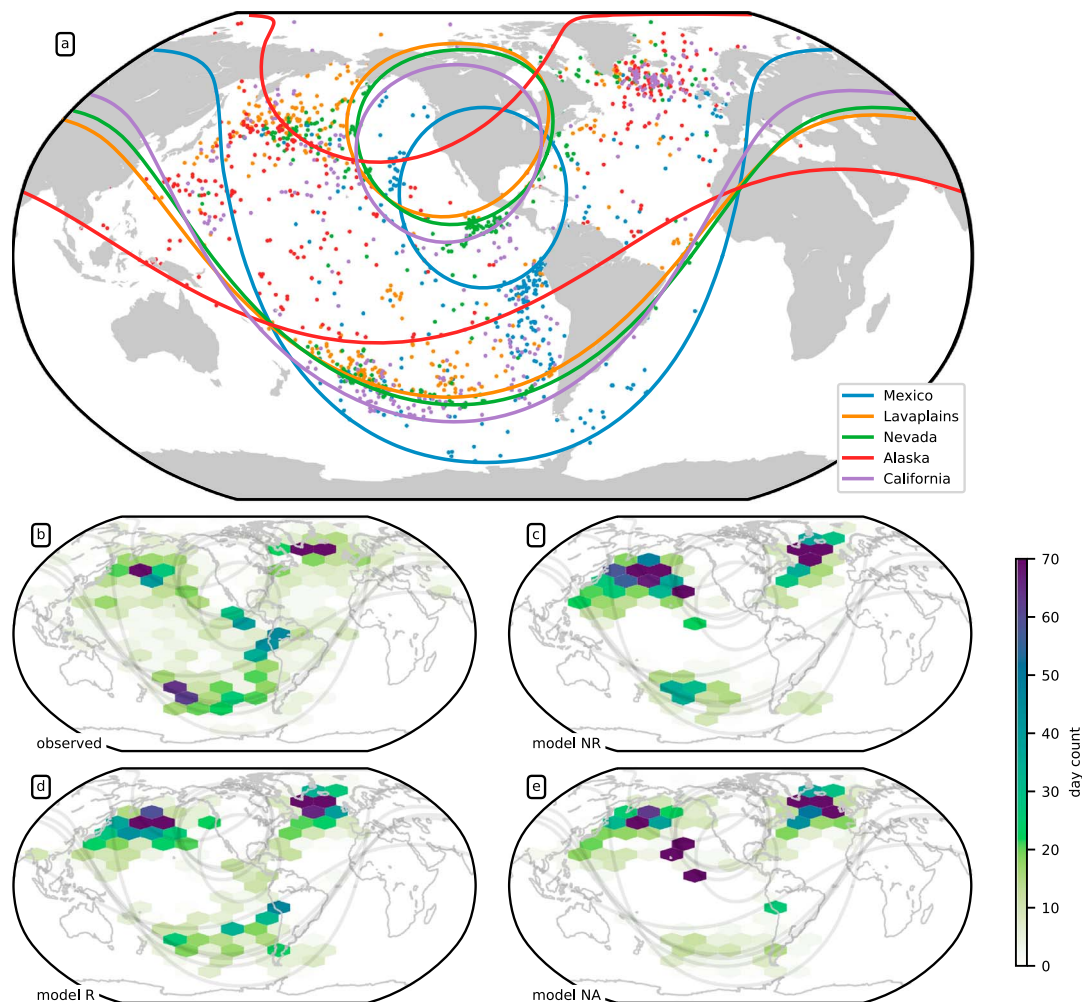 a
Mexico
Lavaplains
Nevada
Alaska
California
b
observed
c
model NR
d
model R
e
model NA
70
60
50
40
30
20
10
0
day count